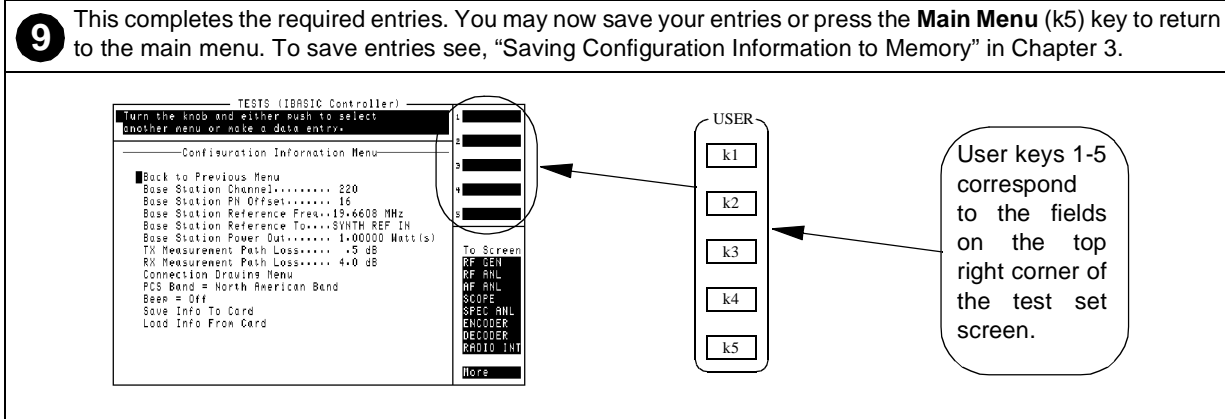 9
This completes the required entries. You may now save your entries or press the Main Menu (k5) key to return
to the main menu. To save entries see, “Saving Configuration Information to Memory” in Chapter 3.
TESTS (IBASIC Controller)
Turn the knob and either push to select
another menu or make a data entry.
Configuration Information Menu
Back to Previous Menu
Base Station Channel......... 220
Base Station PN Offset....... 16
Base Station Reference Freq..19.6608 MHz
Base Station Reference To....SYNTH REF IN
Base Station Power Out....... 1.00000 Watt(s)
TX Measurement Path Loss..... .5 dB
RX Measurement Path Loss..... 4.0 dB
Connection Drawing Menu
PCS Band = North American Band
Beep = Off
Save Info To Card
Load Info From Card
1
2
3
4
5
To Screen
RF GEN
RF ANL
AF ANL
SCOPE
SPEC ANL
ENCODER
DECODER
RADIO INT
More
USER
k1
k2
k3
k4
k5
User keys 1-5
correspond
to the fields
on the top
right corner of
the test set
screen.